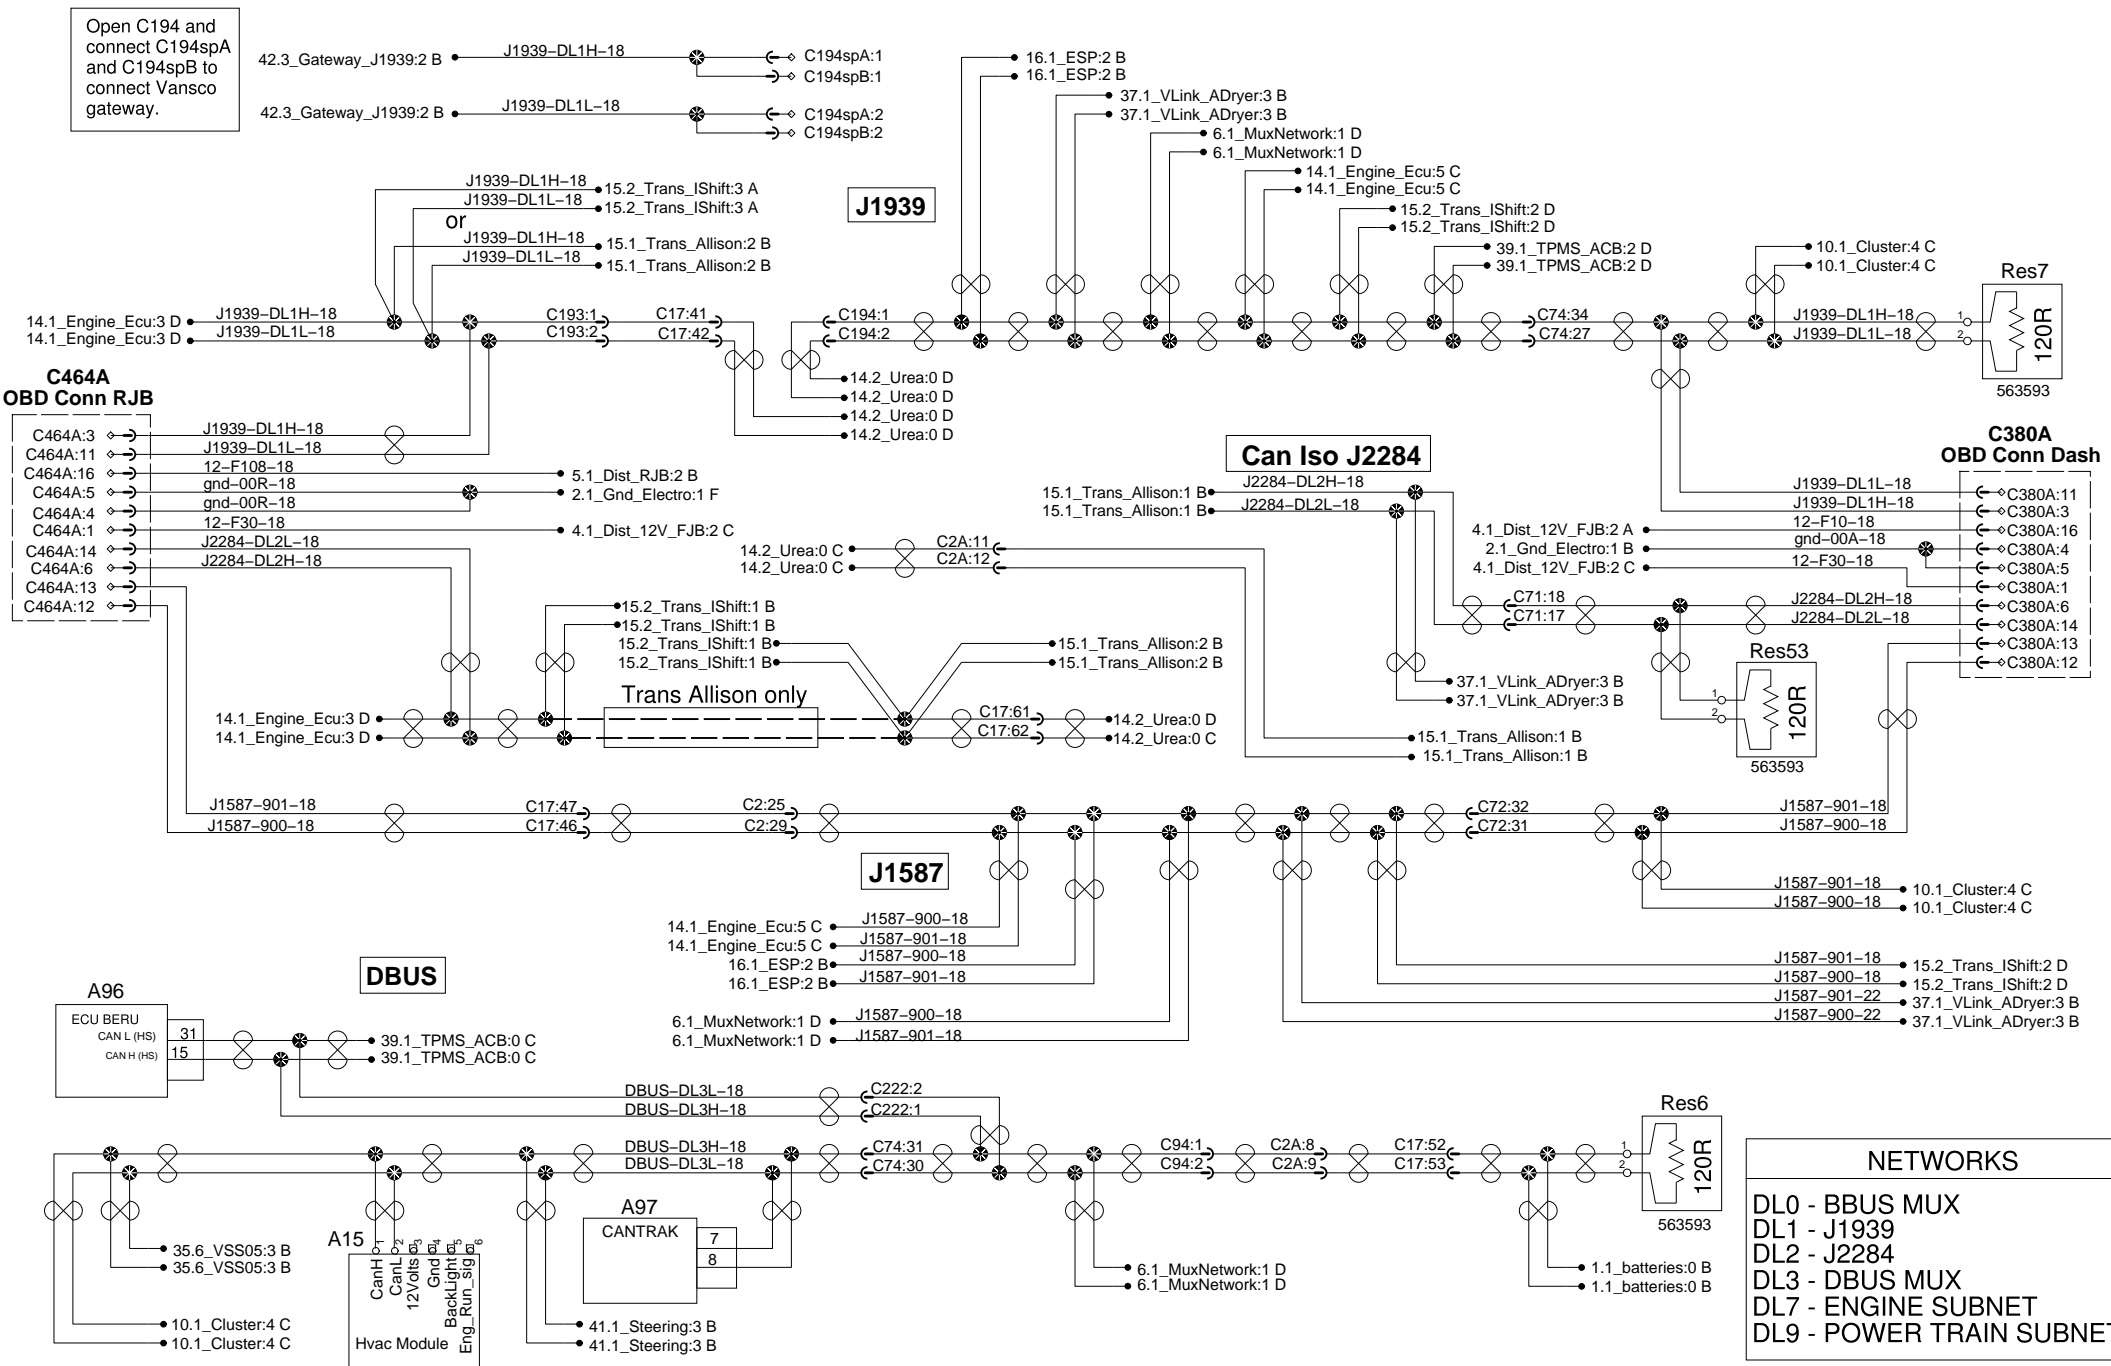 Open C194 and
connect C194spA
and C194spB to
connect Vansco
gateway.
42.3_Gateway_J1939:2 B
J1939–DL1H–18
C194spA:1
C194spB:1
42.3_Gateway_J1939:2 B
J1939–DL1L–18
C194spA:2
C194spB:2
J1939
16.1_ESP:2 B
16.1_ESP:2 B
37.1_VLink_ADryer:3 B
37.1_VLink_ADryer:3 B
6.1_MuxNetwork:1 D
6.1_MuxNetwork:1 D
14.1_Engine_Ecu:5 C
14.1_Engine_Ecu:5 C
15.2_Trans_IShift:2 D
15.2_Trans_IShift:2 D
39.1_TPMS_ACB:2 D
39.1_TPMS_ACB:2 D
10.1_Cluster:4 C
10.1_Cluster:4 C
J1939–DL1H–18
15.2_Trans_IShift:3 A
J1939–DL1L–18
15.2_Trans_IShift:3 A
or
J1939–DL1H–18
15.1_Trans_Allison:2 B
J1939–DL1L–18
15.1_Trans_Allison:2 B
14.1_Engine_Ecu:3 D
J1939–DL1H–18
C193:1
C17:41
14.1_Engine_Ecu:3 D
J1939–DL1L–18
C193:2
C17:42
C194:1
C194:2
C74:34
C74:27
J1939–DL1H–18
J1939–DL1L–18
Res7
1
2
120R
563593
14.2_Urea:0 D
14.2_Urea:0 D
14.2_Urea:0 D
14.2_Urea:0 D
C464A
OBD Conn RJB
C464A:3
J1939–DL1H–18
C464A:11
J1939–DL1L–18
C464A:16
12–F108–18
5.1_Dist_RJB:2 B
C464A:5
gnd–00R–18
2.1_Gnd_Electro:1 F
C464A:4
gnd–00R–18
C464A:1
12–F30–18
4.1_Dist_12V_FJB:2 C
C464A:14
J2284–DL2L–18
C464A:6
J2284–DL2H–18
C464A:13
C464A:12
Can Iso J2284
15.1_Trans_Allison:1 B
J2284–DL2H–18
15.1_Trans_Allison:1 B
J2284–DL2L–18
14.2_Urea:0 C
C2A:11
14.2_Urea:0 C
C2A:12
C380A
OBD Conn Dash
J1939–DL1L–18
C380A:11
J1939–DL1H–18
C380A:3
4.1_Dist_12V_FJB:2 A
12–F10–18
C380A:16
2.1_Gnd_Electro:1 B
gnd–00A–18
C380A:4
4.1_Dist_12V_FJB:2 C
C380A:5
12–F30–18
C380A:1
C71:18
J2284–DL2H–18
C380A:6
C71:17
J2284–DL2L–18
C380A:14
C380A:13
C380A:12
Res53
1
2
120R
563593
37.1_VLink_ADryer:3 B
37.1_VLink_ADryer:3 B
15.1_Trans_Allison:1 B
15.1_Trans_Allison:1 B
15.2_Trans_IShift:1 B
15.2_Trans_IShift:1 B
15.2_Trans_IShift:1 B
15.2_Trans_IShift:1 B
15.1_Trans_Allison:2 B
15.1_Trans_Allison:2 B
Trans Allison only
14.1_Engine_Ecu:3 D
C17:61
14.2_Urea:0 D
14.1_Engine_Ecu:3 D
C17:62
14.2_Urea:0 C
J1587–901–18
C17:47
C2:25
C72:32
J1587–901–18
J1587–900–18
C17:46
C2:29
C72:31
J1587–900–18
J1587
J1587–901–18
10.1_Cluster:4 C
J1587–900–18
10.1_Cluster:4 C
14.1_Engine_Ecu:5 C
J1587–900–18
14.1_Engine_Ecu:5 C
J1587–901–18
16.1_ESP:2 B
J1587–900–18
16.1_ESP:2 B
J1587–901–18
6.1_MuxNetwork:1 D
J1587–900–18
6.1_MuxNetwork:1 D
J1587–901–18
J1587–901–18
15.2_Trans_IShift:2 D
J1587–900–18
15.2_Trans_IShift:2 D
J1587–901–22
37.1_VLink_ADryer:3 B
J1587–900–22
37.1_VLink_ADryer:3 B
DBUS
A96
ECU BERU
CAN L (HS)
31
CAN H (HS)
15
39.1_TPMS_ACB:0 C
39.1_TPMS_ACB:0 C
DBUS–DL3L–18
C222:2
DBUS–DL3H–18
C222:1
DBUS–DL3H–18
C74:31
C94:1
C2A:8
C17:52
DBUS–DL3L–18
C74:30
C94:2
C2A:9
C17:53
Res6
1
2
120R
563593
A97
CANTRAK
7
8
A15
1
2
3
4
5
6
CanH
CanL
12Volts
Gnd
BackLight
Eng_Run_sig
Hvac Module
35.6_VSS05:3 B
35.6_VSS05:3 B
10.1_Cluster:4 C
10.1_Cluster:4 C
41.1_Steering:3 B
41.1_Steering:3 B
6.1_MuxNetwork:1 D
6.1_MuxNetwork:1 D
1.1_batteries:0 B
1.1_batteries:0 B
NETWORKS
DL0 - BBUS MUX
DL1 - J1939
DL2 - J2284
DL3 - DBUS MUX
DL7 - ENGINE SUBNET
DL9 - POWER TRAIN SUBNET